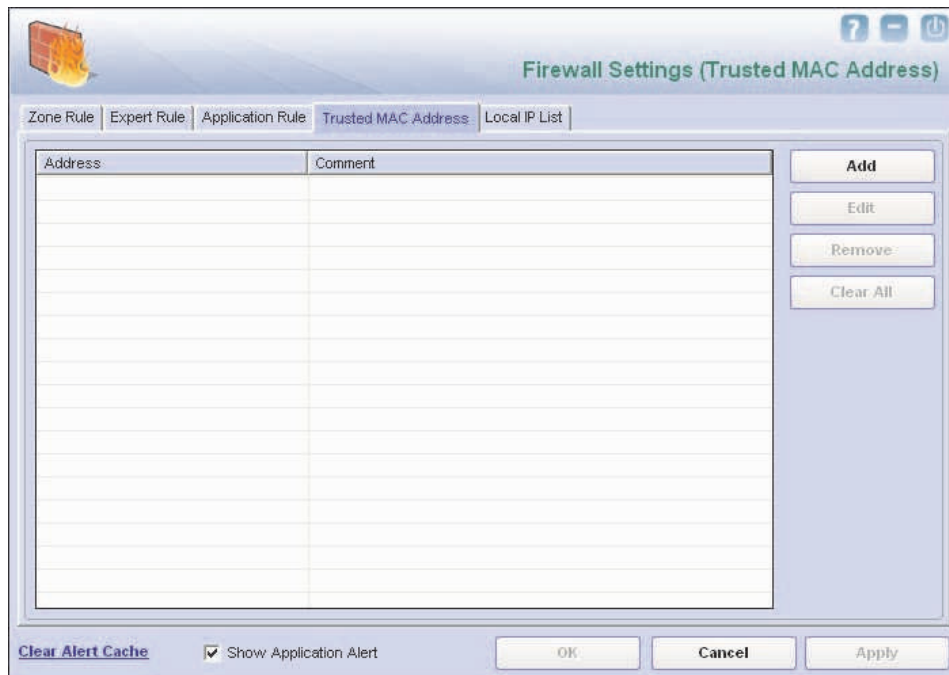 ?
Firewall Settings (Trusted MAC Address)
Zone Rule Expert Rule Application Rule Trusted MAC Address Local IP List
Address Comment
Add
Edit
Remove
Clear All
Clear Alert Cache Show Application Alert OK Cancel Apply